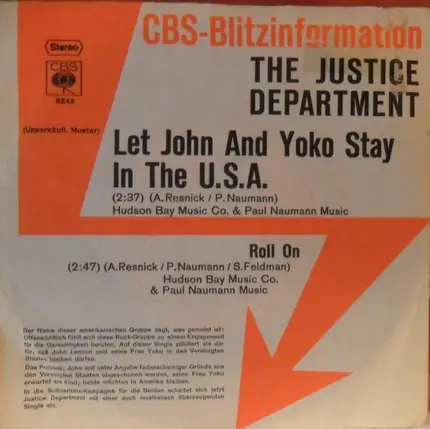 CBS-Blitzinformation
Stereo
CBS
8245
THE JUSTICE
DEPARTMENT
(Unverkäufl. Muster)
Let John And Yoko Stay
In The U.S.A.
(2:37) (A.Resnick / P. Naumann)
Hudson Bay Music Co. & Paul Naumann Music
Roll On
(2:47) (A.Resnick / P.Naumann / S.Feldman)
Hudson Bay Music Co.
& Paul Naumann Music
Der Name dieser amerikanischen Gruppe sagt, was gemeint ist:
Offensichtlich fühlt sich diese Rock-Gruppe zu einem Engagement
für die Gerechtigkeit berufen. Auf dieser Single plädiert sie da-
für, daß John Lennon und seine Frau Yoko in den Vereinigten
Staaten bleiben dürfen.
Das Problem: John soll unter Angabe fadenscheiniger Gründe aus
den Vereinigten Staaten abgeschoben werden, seine Frau Yoko
erwartet ein Kind; beide möchten in Amerika bleiben.
In die Solidaritäts-Kampagne für die Beiden schaltet sich jetzt
Justice Department mit einer auch musikalisch überzeugenden
Single ein.